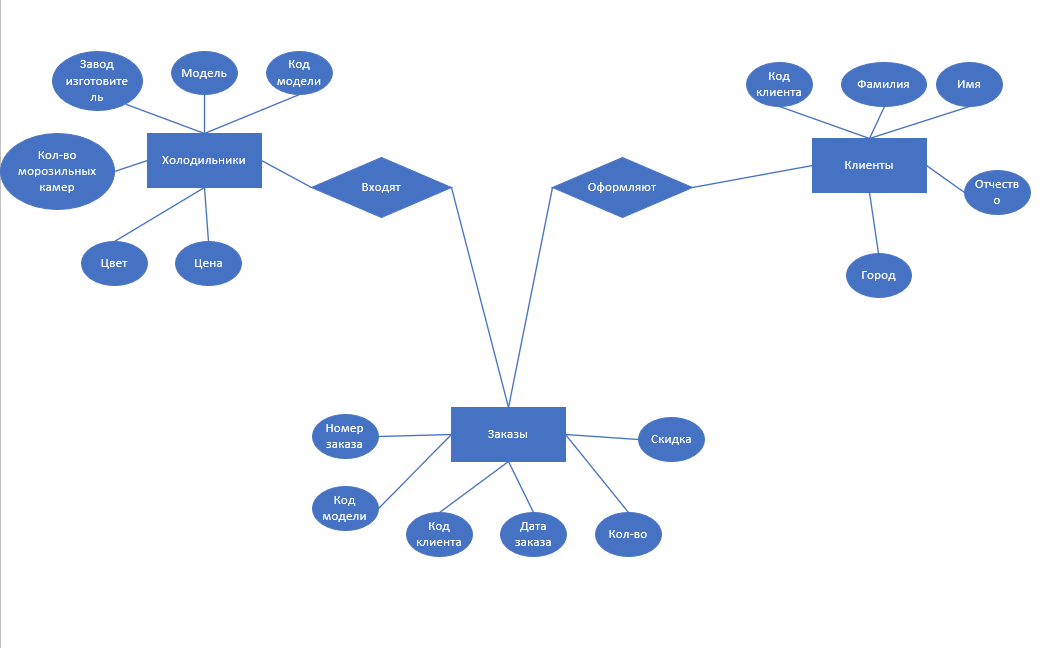 Завод
изготовите
ль
Модель
Код
модели
Код
клиента
Фамилия
Имя
Кол-во
морозильных
камер
Холодильники
Входят
Оформляют
Клиенты
Отчеств
о
Цвет
Цена
Город
Номер
заказа
Заказы
Скидка
Код
модели
Код
клиента
Дата
заказа
Кол-во